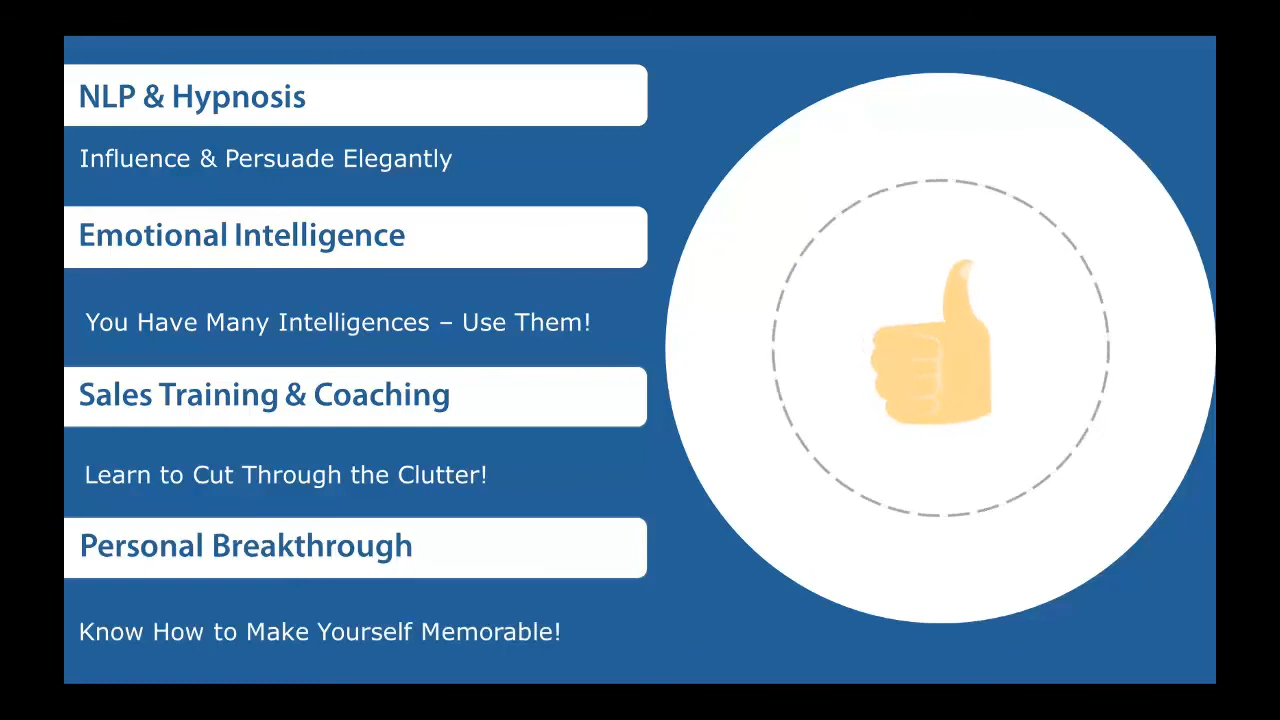 NLP & Hypnosis
Influence & Persuade Elegantly
Emotional Intelligence
You Have Many Intelligences – Use Them!
Sales Training & Coaching
Learn to Cut Through the Clutter!
Personal Breakthrough
Know How to Make Yourself Memorable!